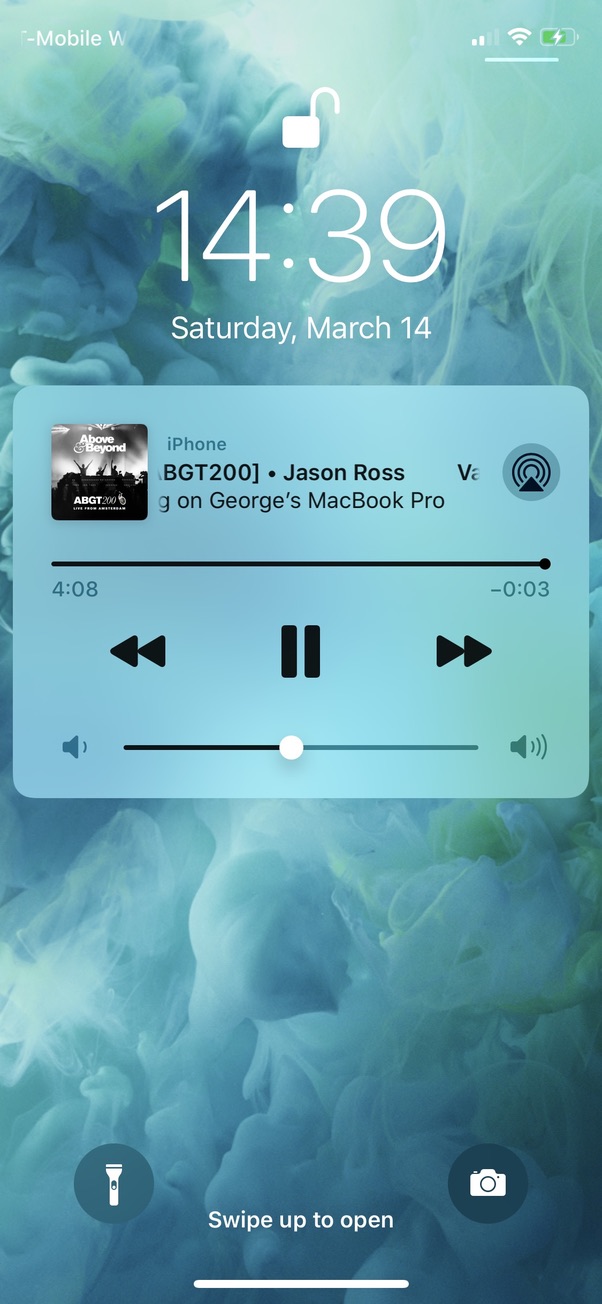 -Mobile W
14:39
Saturday, March 14
Above
&Beyond
ABGT200
LIVE FROM AMSTERDAM
iPhone
BGT200] • Jason Ross Va
g on George’s MacBook Pro
4:08
−0:03
Swipe up to open